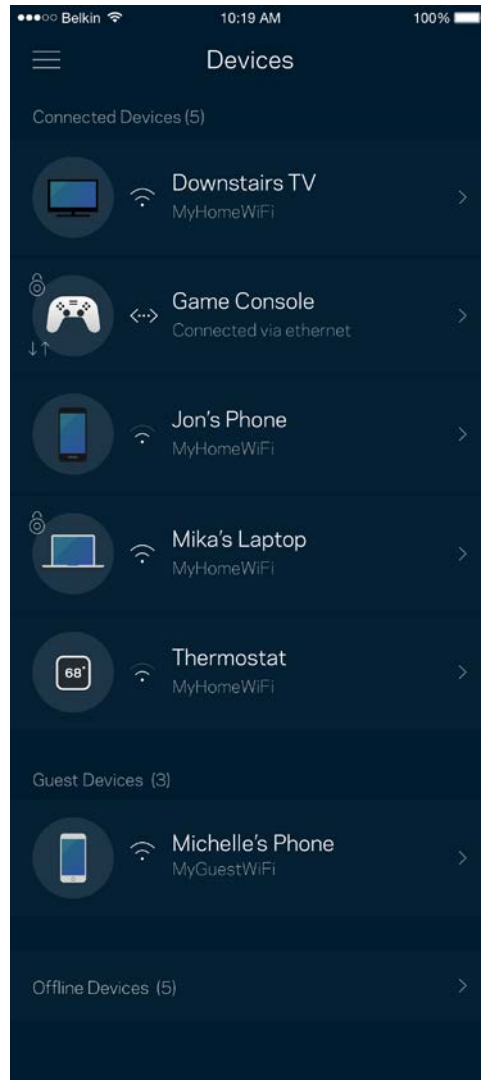 Belkin 10:19 AM 100%
Devices
Connected Devices (5)
Downstairs TV
MyHomeWiFi
Game Console
Connected via ethernet
Jon's Phone
MyHomeWiFi
Mika's Laptop
MyHomeWiFi
68°
Thermostat
MyHomeWiFi
Guest Devices (3)
Michelle's Phone
MyGuestWiFi
Offline Devices (5)